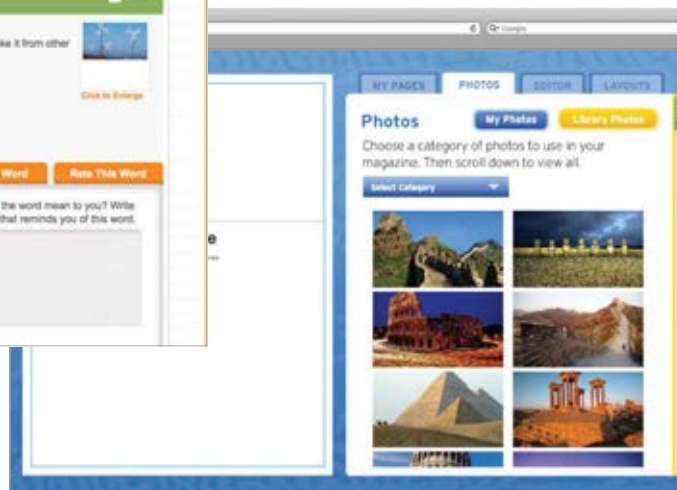 ke it from other
Click to Enlarge
Word
Rate This Word
the word mean to you? Write
that reminds you of this word.
Google
MY PAGES
PHOTOS
EDITOR
LAYOUTS
Photos
My Photos
Library Photos
Choose a category of photos to use in your
magazine. Then scroll down to view all.
Select Category
e